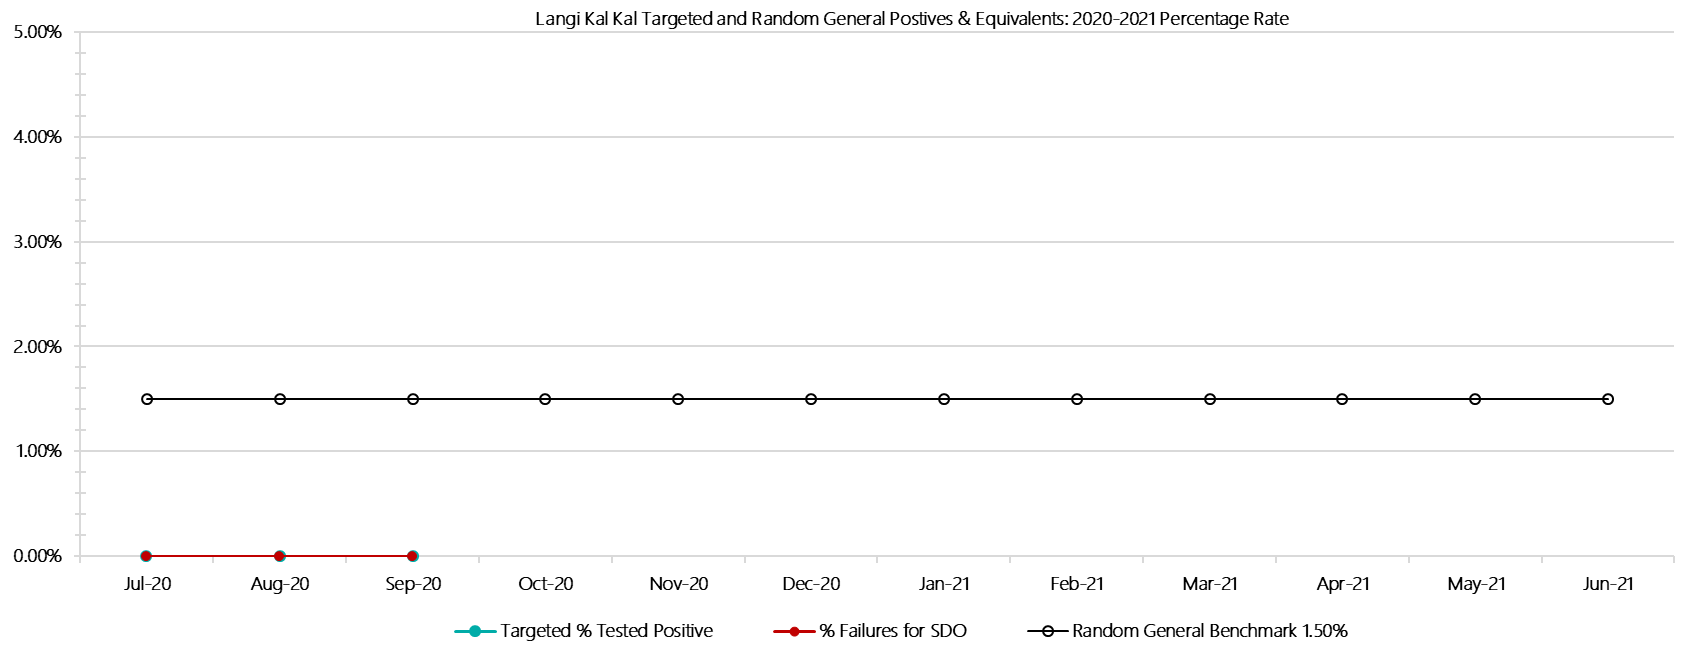 Langi Kal Kal Targeted and Random General Postives & Equivalents: 2020-2021 Percentage Rate
5.00%
4.00%
3.00%
2.00%
1.00%
0.00%
Jul-20 Aug-20 Sep-20 Oct-20 Nov-20 Dec-20 Jan-21 Feb-21 Mar-21 Apr-21 May-21 Jun-21
Targeted % Tested Positive % Failures for SDO Random General Benchmark 1.50%